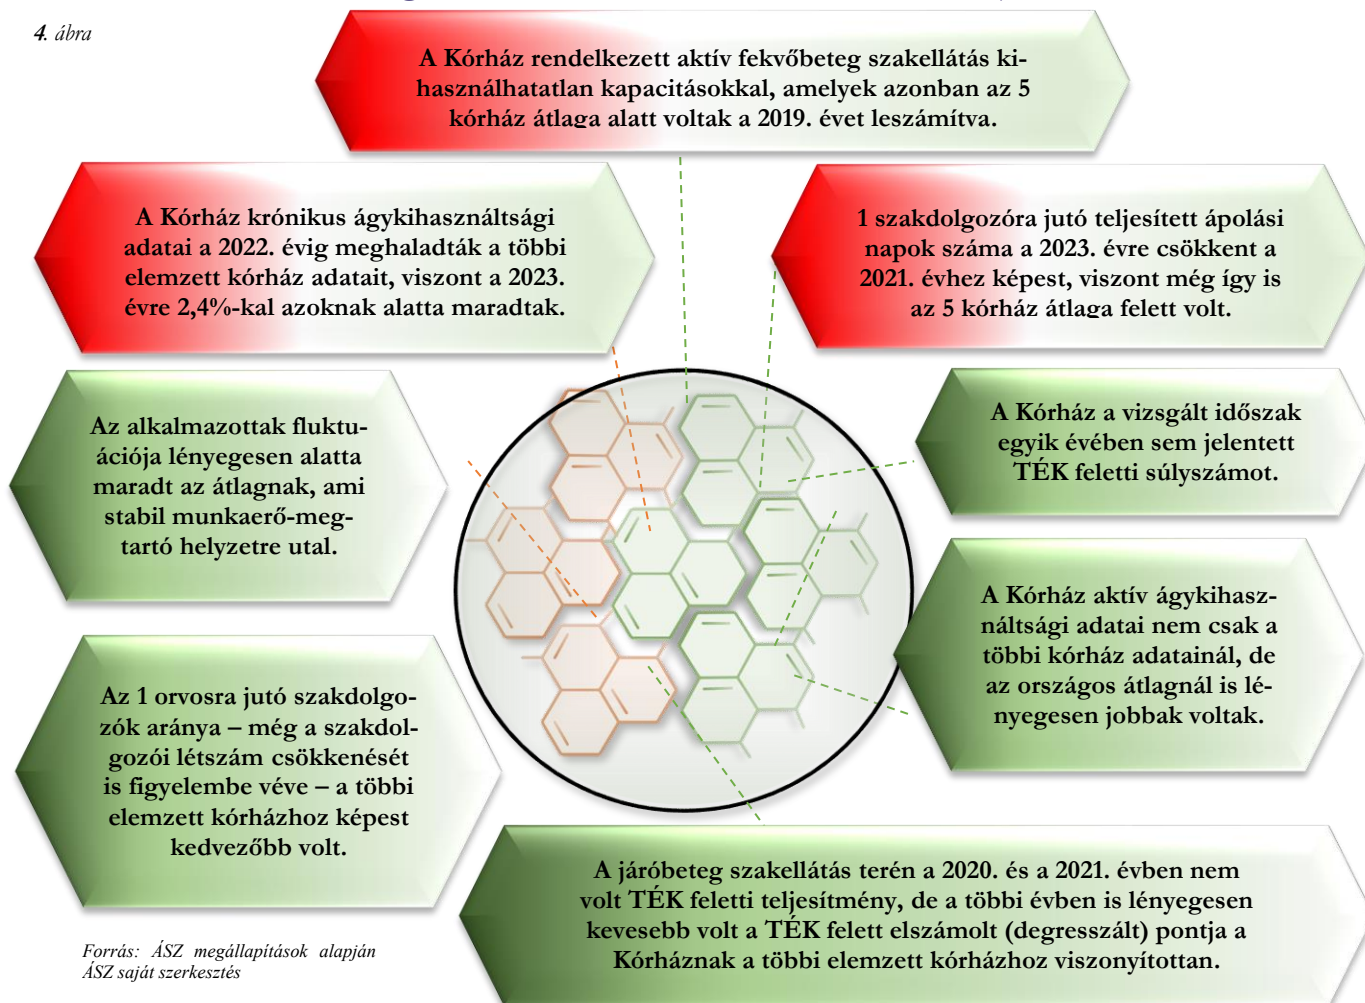 4. ábra
A Kórház rendelkezett aktív fekvőbeteg szakellátás ki-
használhatatlan kapacitásokkal, amelyek azonban az 5
kórház átlaga alatt voltak a 2019. évet leszámítva.
A Kórház krónikus ágykihasználtsági
adatai a 2022. évig meghaladták a többi
elemzett kórház adatait, viszont a 2023.
évre 2,4%-kal azoknak alatta maradtak.
1 szakdolgozóra jutó teljesített ápolási
napok száma a 2023. évre csökkent a
2021. évhez képest, viszont még így is
az 5 kórház átlaga felett volt.
Az alkalmazottak fluktu-
ációja lényegesen alatta
maradt az átlagnak, ami
stabil munkaerő-meg-
tartó helyzetre utal.
A Kórház a vizsgált időszak
egyik évében sem jelentett
TÉK feletti súlyszámot.
A Kórház aktív ágykihasz-
náltsági adatai nem csak a
többi kórház adatainál, de
az országos átlagnál is lé-
nyegesen jobbak voltak.
Az 1 orvosra jutó szakdolgo-
zók aránya – még a szakdol-
gozói létszám csökkenését
is figyelembe véve – a többi
elemzett kórházhoz képest
kedvezőbb volt.
A járóbeteg szakellátás terén a 2020. és a 2021. évben nem
volt TÉK feletti teljesítmény, de a többi évben is lényegesen
kevesebb volt a TÉK felett elszámolt (degresszált) pontja a
Kórháznak a többi elemzett kórházhoz viszonyítottan.
Forrás: ÁSZ megállapítások alapján
ÁSZ saját szerkesztés